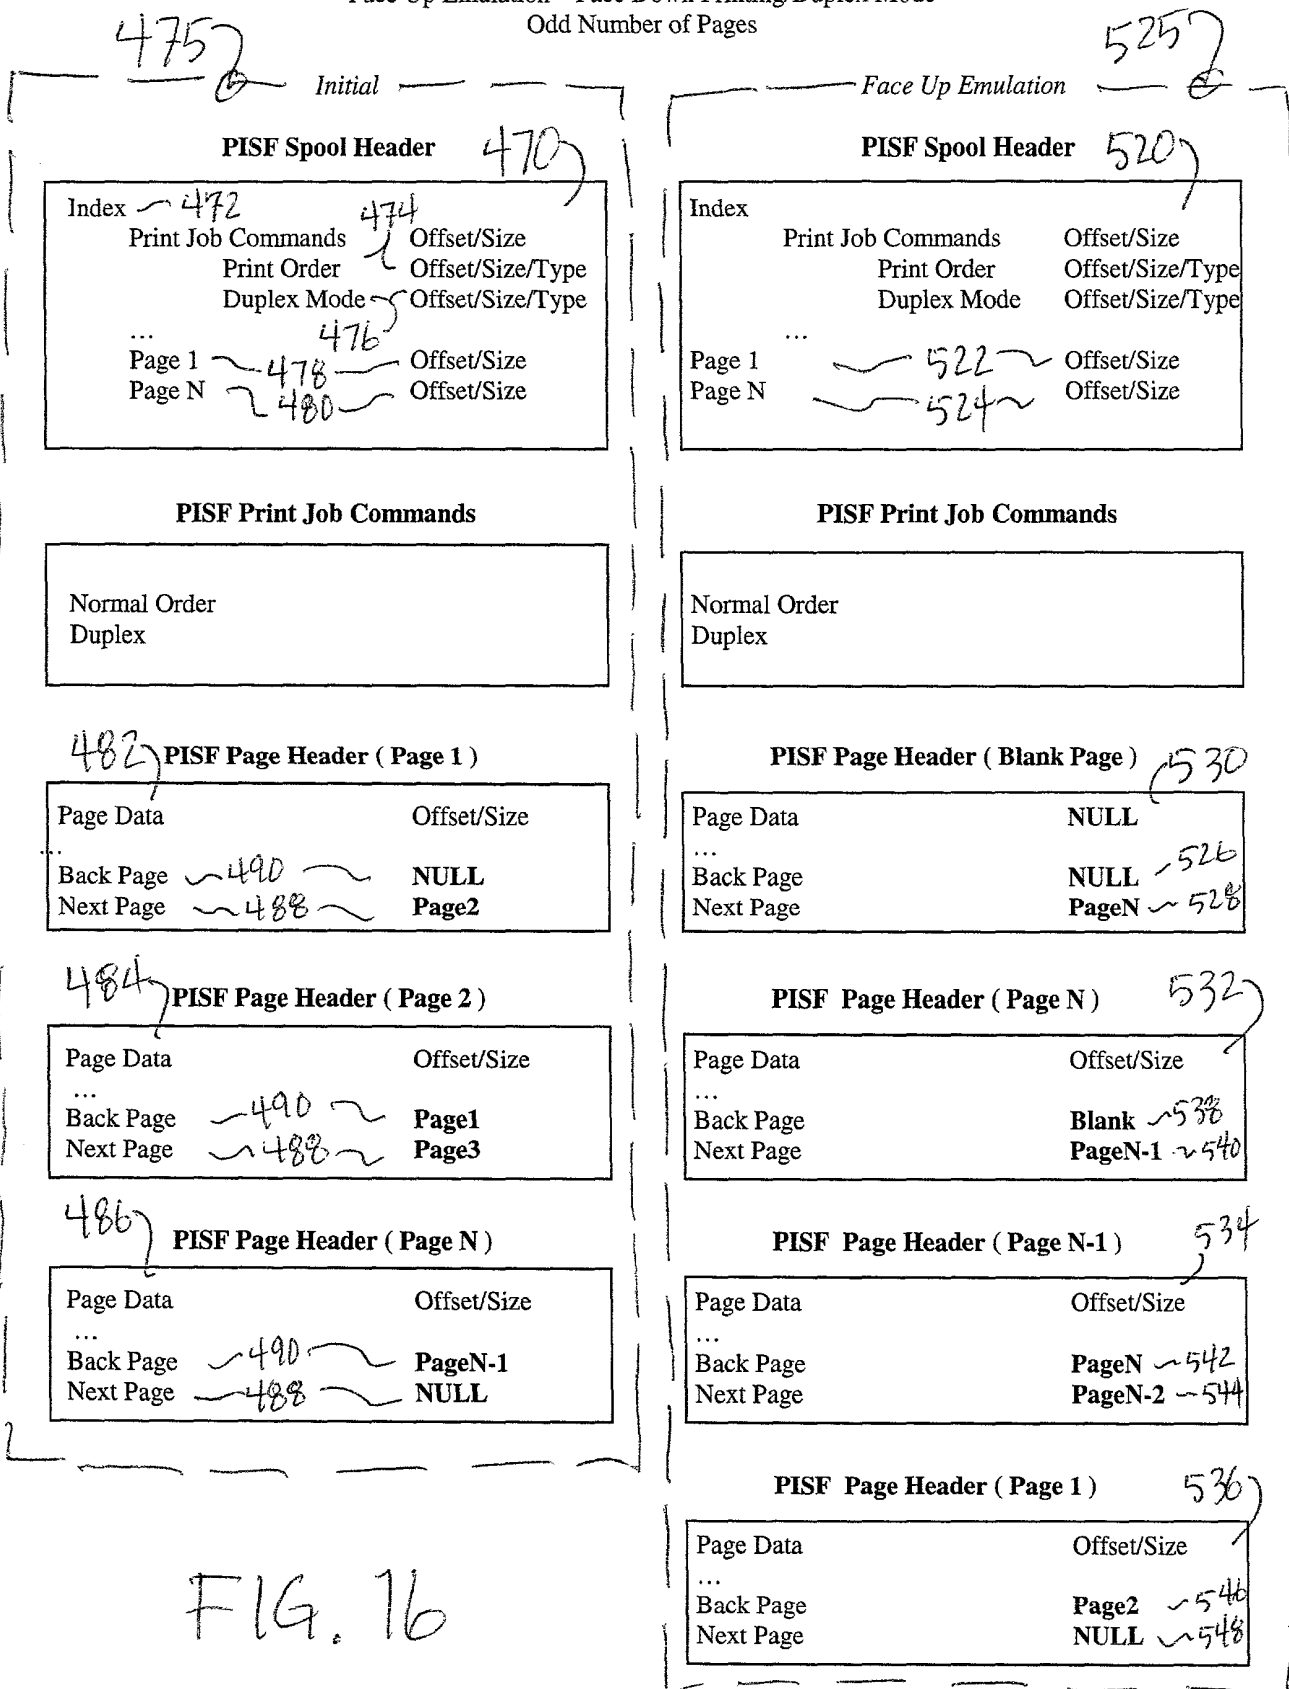 Odd Number of Pages
475
Initial
PISF Spool Header 470
Index 472
474
Print Job Commands Offset/Size
Print Order Offset/Size/Type
Duplex Mode Offset/Size/Type
... 476
Page 1 478 Offset/Size
Page N 480 Offset/Size
PISF Print Job Commands
Normal Order
Duplex
482 PISF Page Header ( Page 1 )
Page Data Offset/Size
...
Back Page 490 NULL
Next Page 488 Page2
484 PISF Page Header ( Page 2 )
Page Data Offset/Size
...
Back Page 490 Page1
Next Page 488 Page3
486 PISF Page Header ( Page N )
Page Data Offset/Size
...
Back Page 490 PageN-1
Next Page 488 NULL
FIG. 16
525
Face Up Emulation
PISF Spool Header 520
Index
Print Job Commands Offset/Size
Print Order Offset/Size/Type
Duplex Mode Offset/Size/Type
...
Page 1 522 Offset/Size
Page N 524 Offset/Size
PISF Print Job Commands
Normal Order
Duplex
PISF Page Header ( Blank Page ) 530
Page Data NULL
...
Back Page NULL 526
Next Page PageN 528
PISF Page Header ( Page N ) 532
Page Data Offset/Size
...
Back Page Blank 538
Next Page PageN-1 540
PISF Page Header ( Page N-1 ) 534
Page Data Offset/Size
...
Back Page PageN 542
Next Page PageN-2 544
PISF Page Header ( Page 1 ) 536
Page Data Offset/Size
...
Back Page Page2 546
Next Page NULL 548